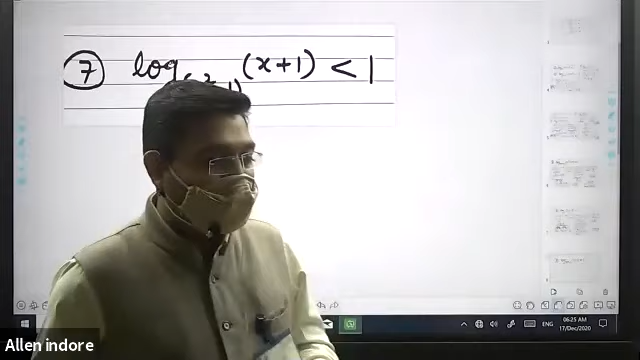 7 log (x+1) < 1
06:25 AM
ENG
17/Dec/2020
Allen indore